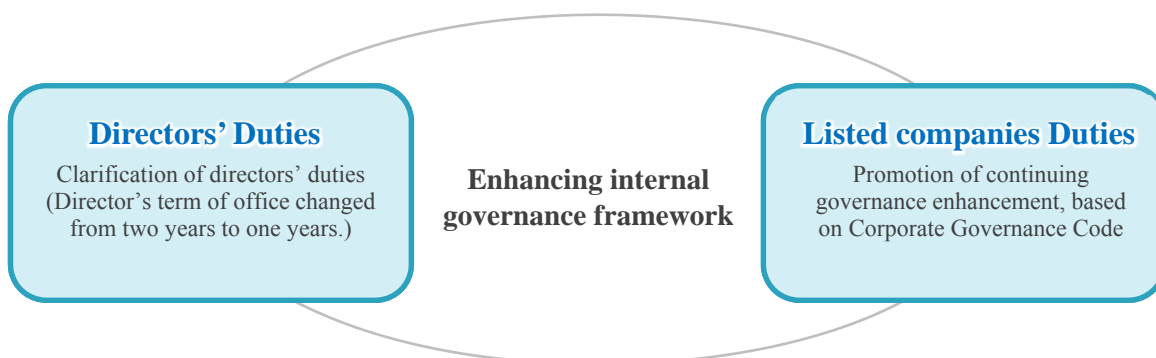 Directors' Duties
Clarification of directors' duties
(Director's term of office changed
from two years to one years.)
Enhancing internal
governance framework
Listed companies Duties
Promotion of continuing
governance enhancement, based
on Corporate Governance Code